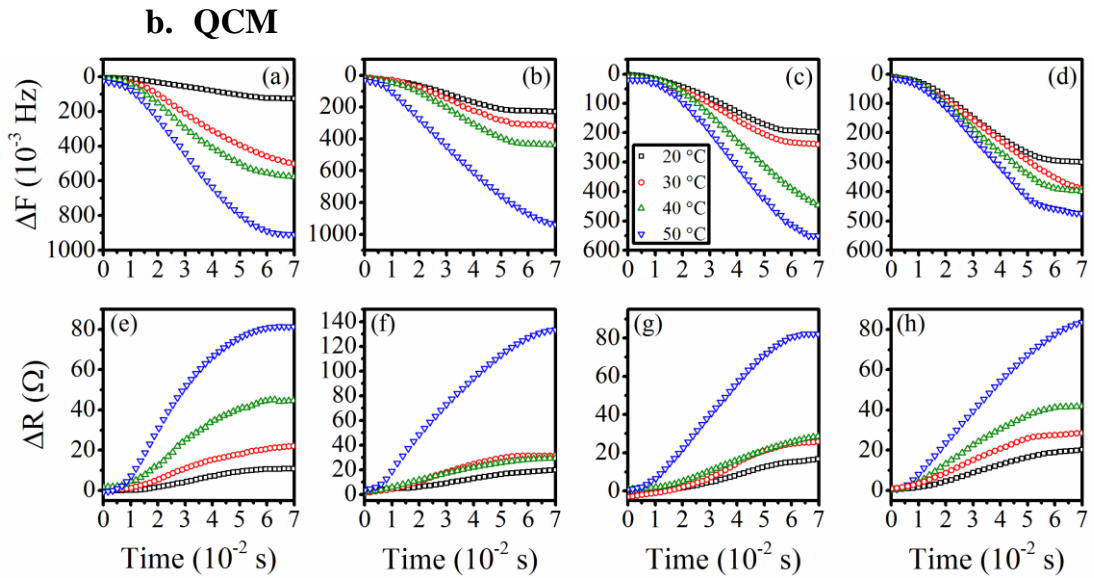 b. QCM
ΔF (10⁻³ Hz)
0
200
400
600
800
1000
(a)
0 1 2 3 4 5 6 7
0
200
400
600
800
1000
(b)
0 1 2 3 4 5 6 7
0
100
200
300
400
500
600
(c)
20 °C
30 °C
40 °C
50 °C
0 1 2 3 4 5 6 7
0
100
200
300
400
500
600
(d)
0 1 2 3 4 5 6 7
ΔR (Ω)
80
60
40
20
0
(e)
0 1 2 3 4 5 6 7
Time (10⁻² s)
140
120
100
80
60
40
20
0
(f)
0 1 2 3 4 5 6 7
Time (10⁻² s)
80
60
40
20
0
(g)
0 1 2 3 4 5 6 7
Time (10⁻² s)
80
60
40
20
0
(h)
0 1 2 3 4 5 6 7
Time (10⁻² s)